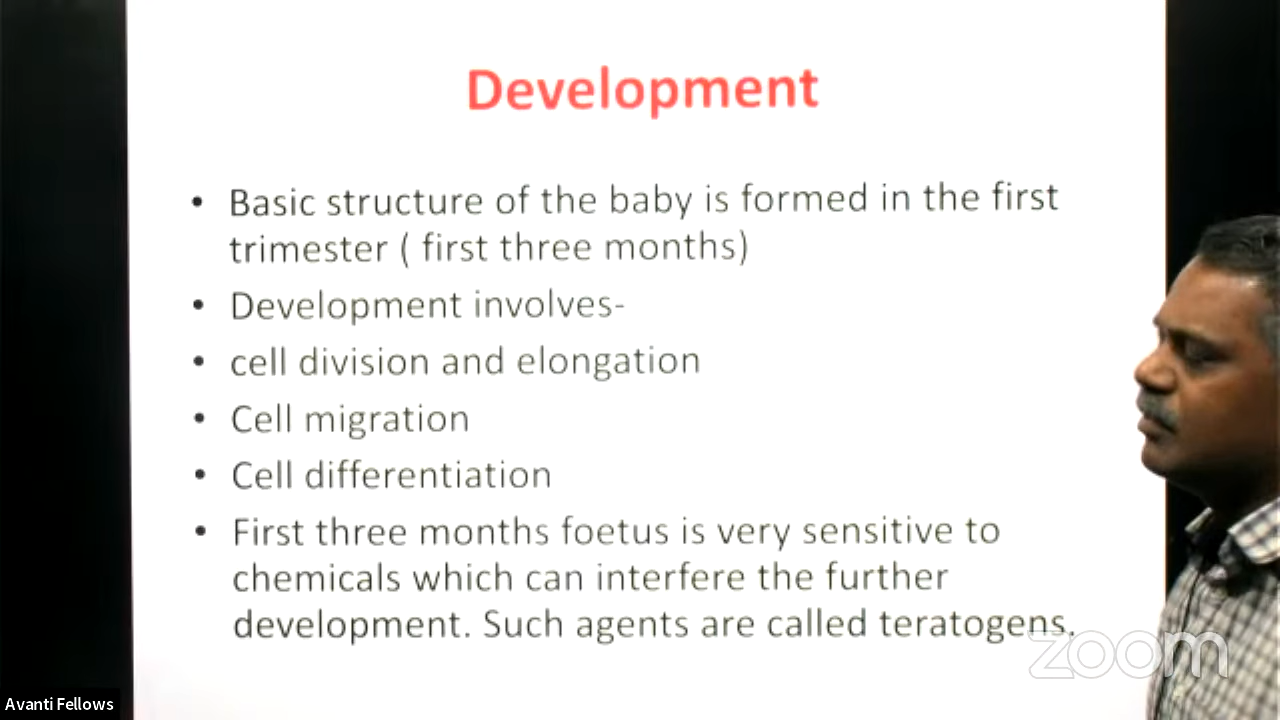 Development
• Basic structure of the baby is formed in the first
trimester ( first three months)
• Development involves-
• cell division and elongation
• Cell migration
• Cell differentiation
• First three months foetus is very sensitive to
chemicals which can interfere the further
development. Such agents are called teratogens.
zoom
Avanti Fellows